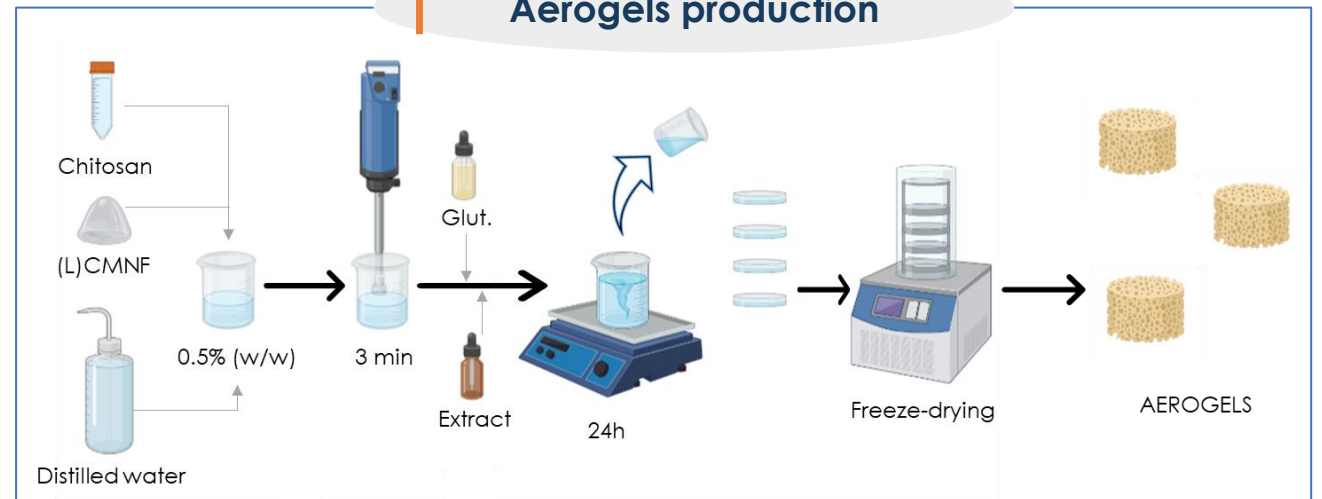 Aerogels production
Chitosan
(L)CMNF
Distilled water
0.5% (w/w)
3 min
Glut.
Extract
24h
Freeze-drying
AEROGELS